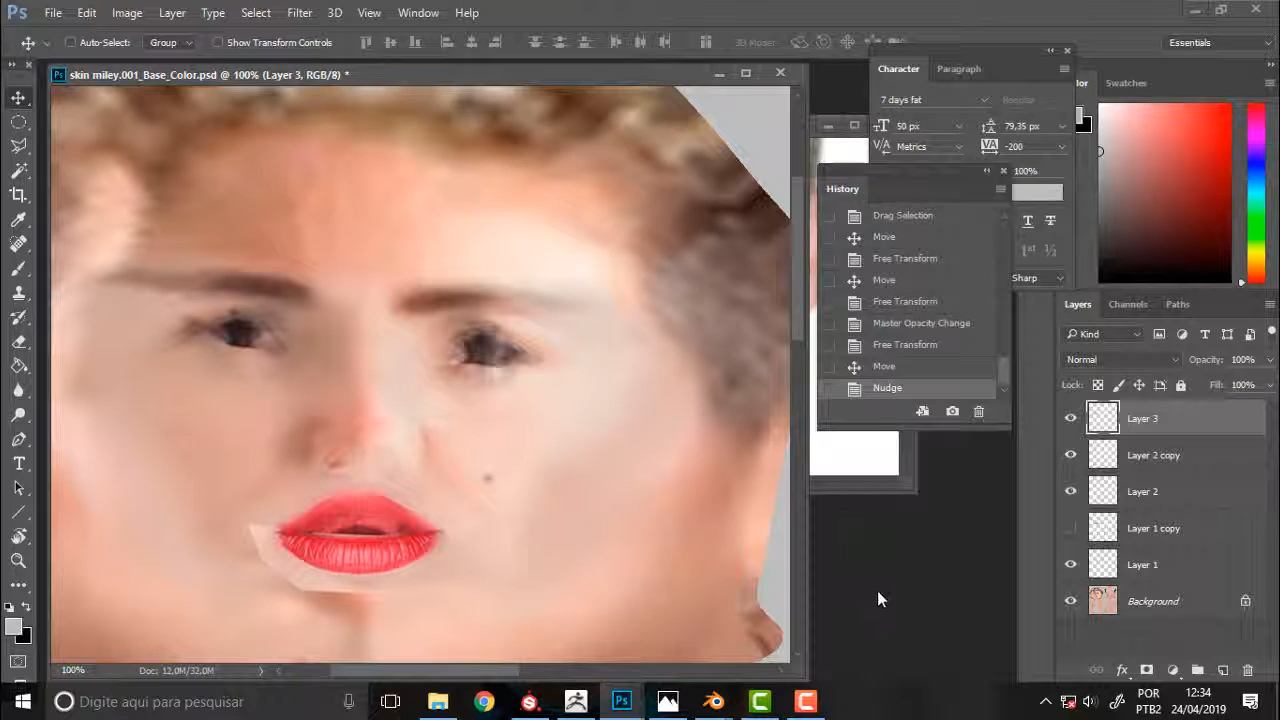 Ps File Edit Image Layer Type Select Filter 3D View Window Help
Auto-Select: Group Show Transform Controls 3D Mode: Essentials
skin miley.001_Base_Color.psd @ 100% (Layer 3, RGB/8) *
Character Paragraph
Swatches
7 days fat Regular
50 px 79,35 px
Metrics -200
100%
Sharp
History
Drag Selection
Move
Free Transform
Move
Free Transform
Master Opacity Change
Free Transform
Move
Nudge
Layers Channels Paths
Kind
Normal Opacity: 100%
Lock: Fill: 100%
Layer 3
Layer 2 copy
Layer 2
Layer 1 copy
Layer 1
Background
100% Doc: 12,0M/32,0M
Digite aqui para pesquisar
POR
PTB2
12:34
24/04/2019